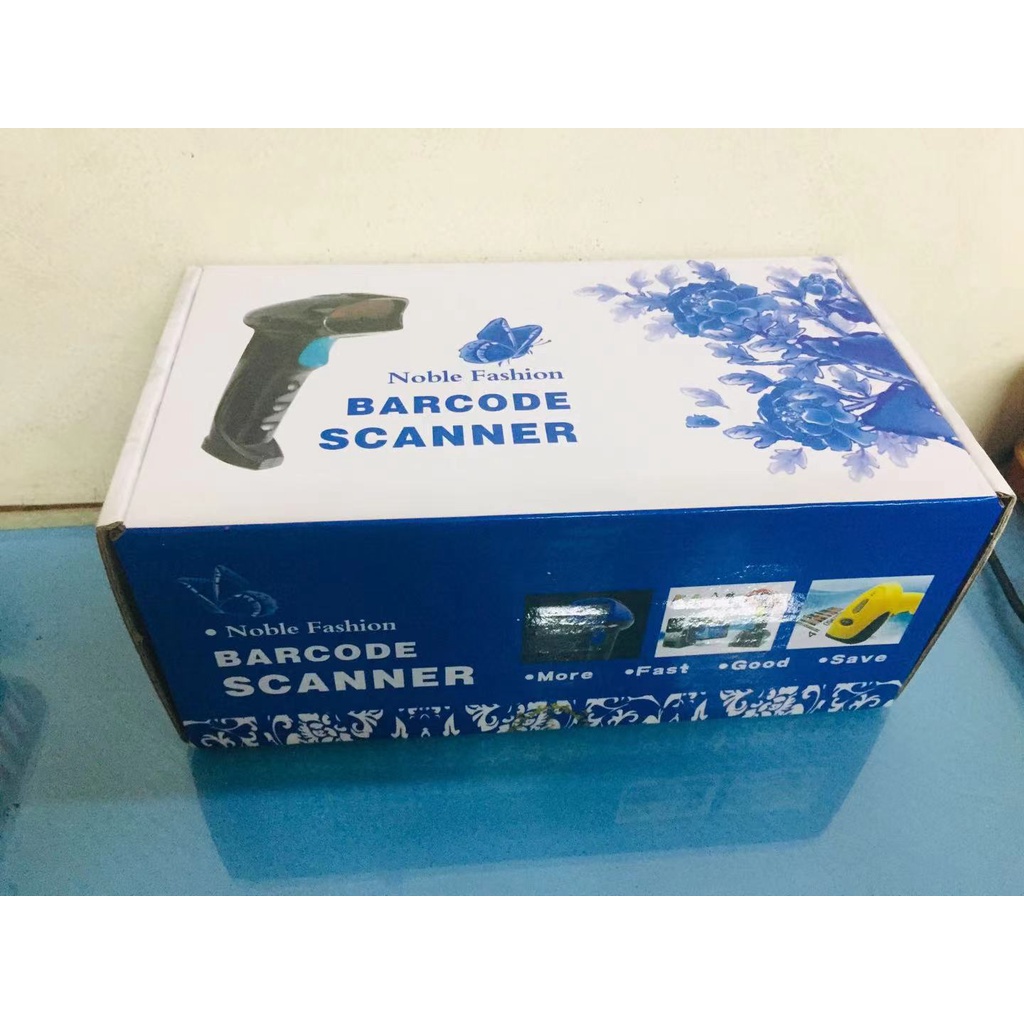 Noble Fashion
BARCODE
SCANNER
• Noble Fashion
BARCODE
SCANNER
•More •Fast •Good •Save